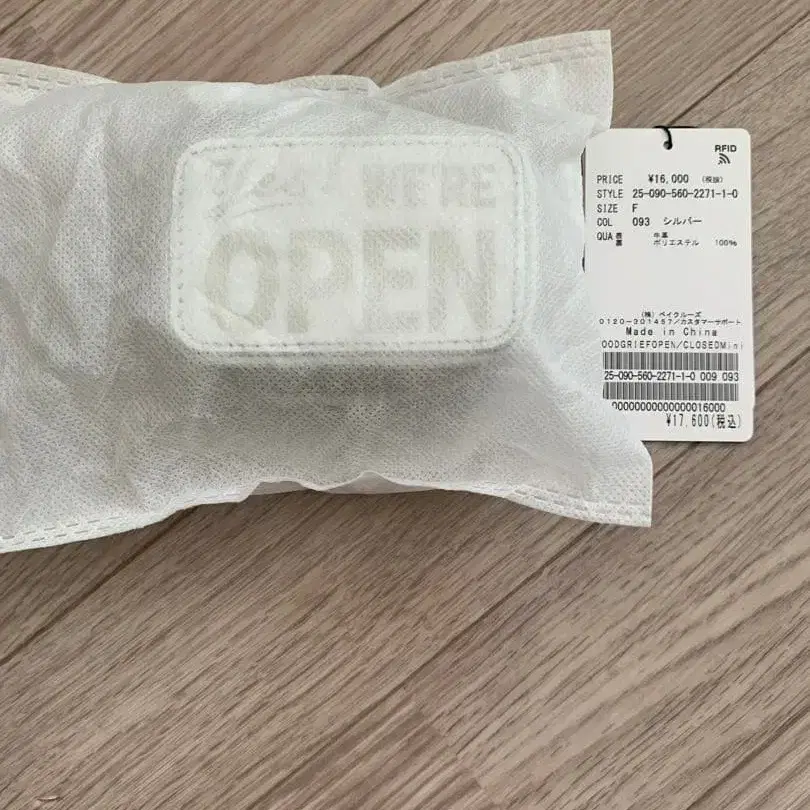 WE'RE
OPEN
RFID
PRICE ¥16,000 (税抜)
STYLE 25-090-560-2271-1-0
SIZE F
COL 093 シルバー
QUA 表 牛革
裏 ポリエステル 100%
(株) ベイクルーズ
0120-301457/カスタマーサポート
Made in China
OODGRIEFOPEN/CLOSEDMini
25-090-560-2271-1-0 009 093
¥17,600(税込)